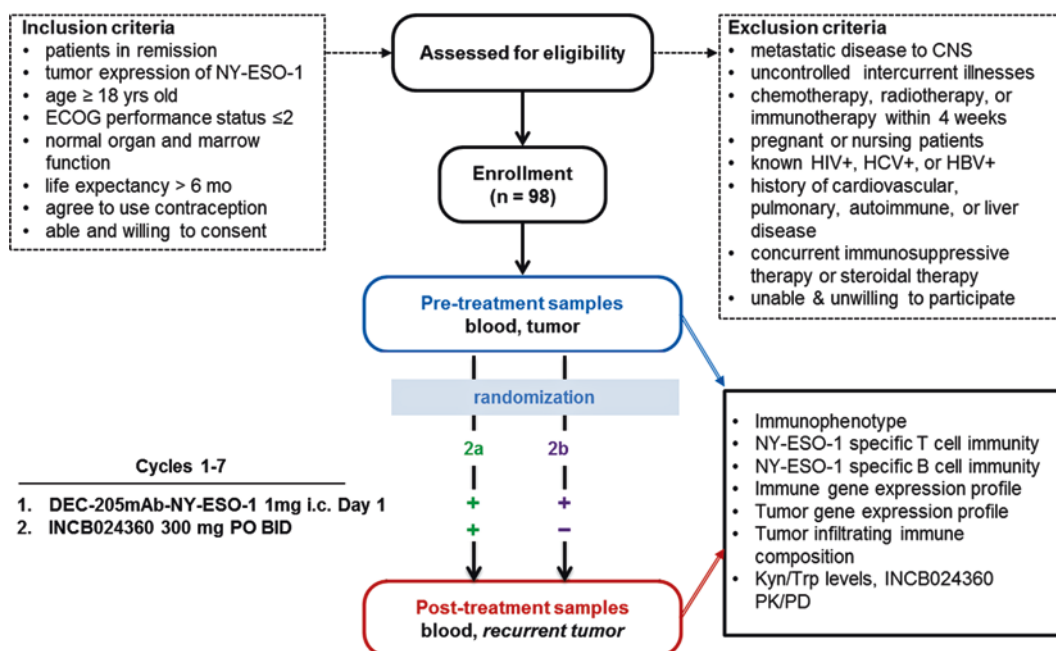 Inclusion criteria
• patients in remission
• tumor expression of NY-ESO-1
• age ≥ 18 yrs old
• ECOG performance status ≤2
• normal organ and marrow
function
• life expectancy > 6 mo
• agree to use contraception
• able and willing to consent
Assessed for eligibility
Exclusion criteria
• metastatic disease to CNS
• uncontrolled intercurrent illnesses
• chemotherapy, radiotherapy, or
immunotherapy within 4 weeks
• pregnant or nursing patients
• known HIV+, HCV+, or HBV+
• history of cardiovascular,
pulmonary, autoimmune, or liver
disease
• concurrent immunosuppressive
therapy or steroidal therapy
• unable & unwilling to participate
Enrollment
(n = 98)
Pre-treatment samples
blood, tumor
randomization
2a 2b
Cycles 1-7
1. DEC-205mAb-NY-ESO-1 1mg i.c. Day 1 + +
2. INCB024360 300 mg PO BID + −
Post-treatment samples
blood, recurrent tumor
• Immunophenotype
• NY-ESO-1 specific T cell immunity
• NY-ESO-1 specific B cell immunity
• Immune gene expression profile
• Tumor gene expression profile
• Tumor infiltrating immune
composition
• Kyn/Trp levels, INCB024360
PK/PD